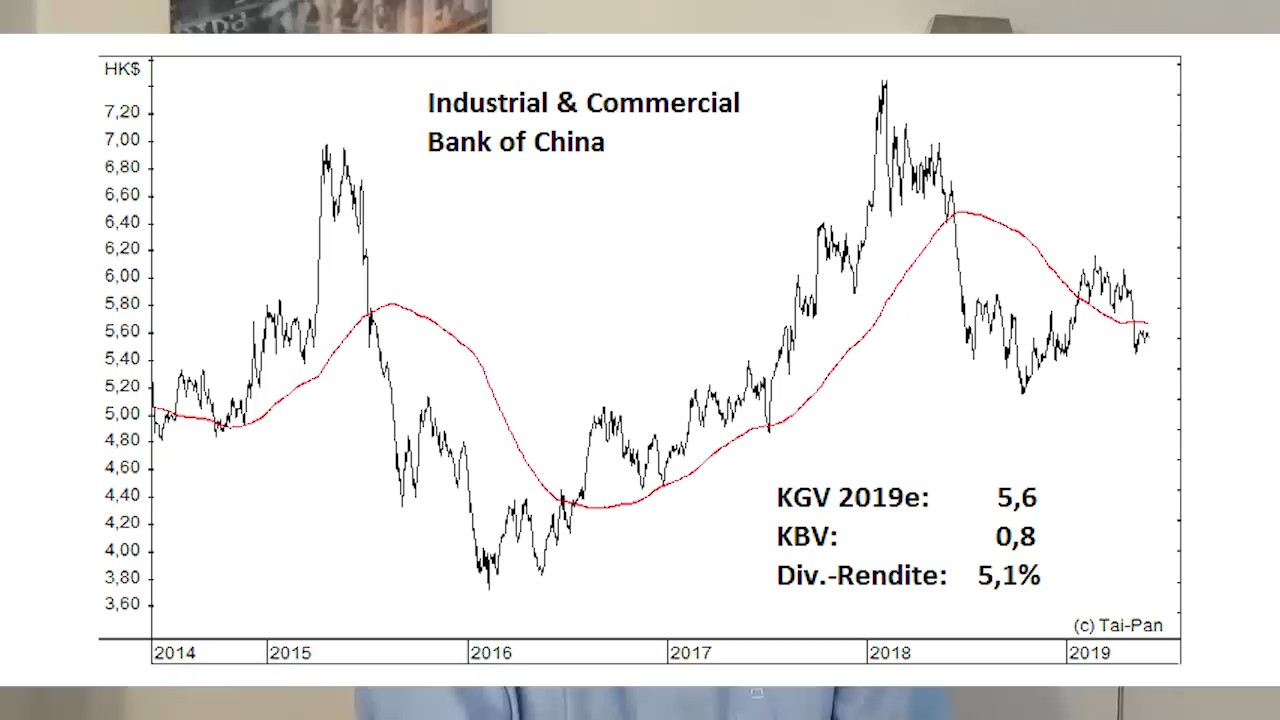 HK$
Industrial & Commercial
Bank of China
7,20
7,00
6,80
6,60
6,40
6,20
6,00
5,80
5,60
5,40
5,20
5,00
4,80
4,60
4,40
4,20
4,00
3,80
3,60
KGV 2019e: 5,6
KBV: 0,8
Div.-Rendite: 5,1%
(c) Tai-Pan
2014 2015 2016 2017 2018 2019